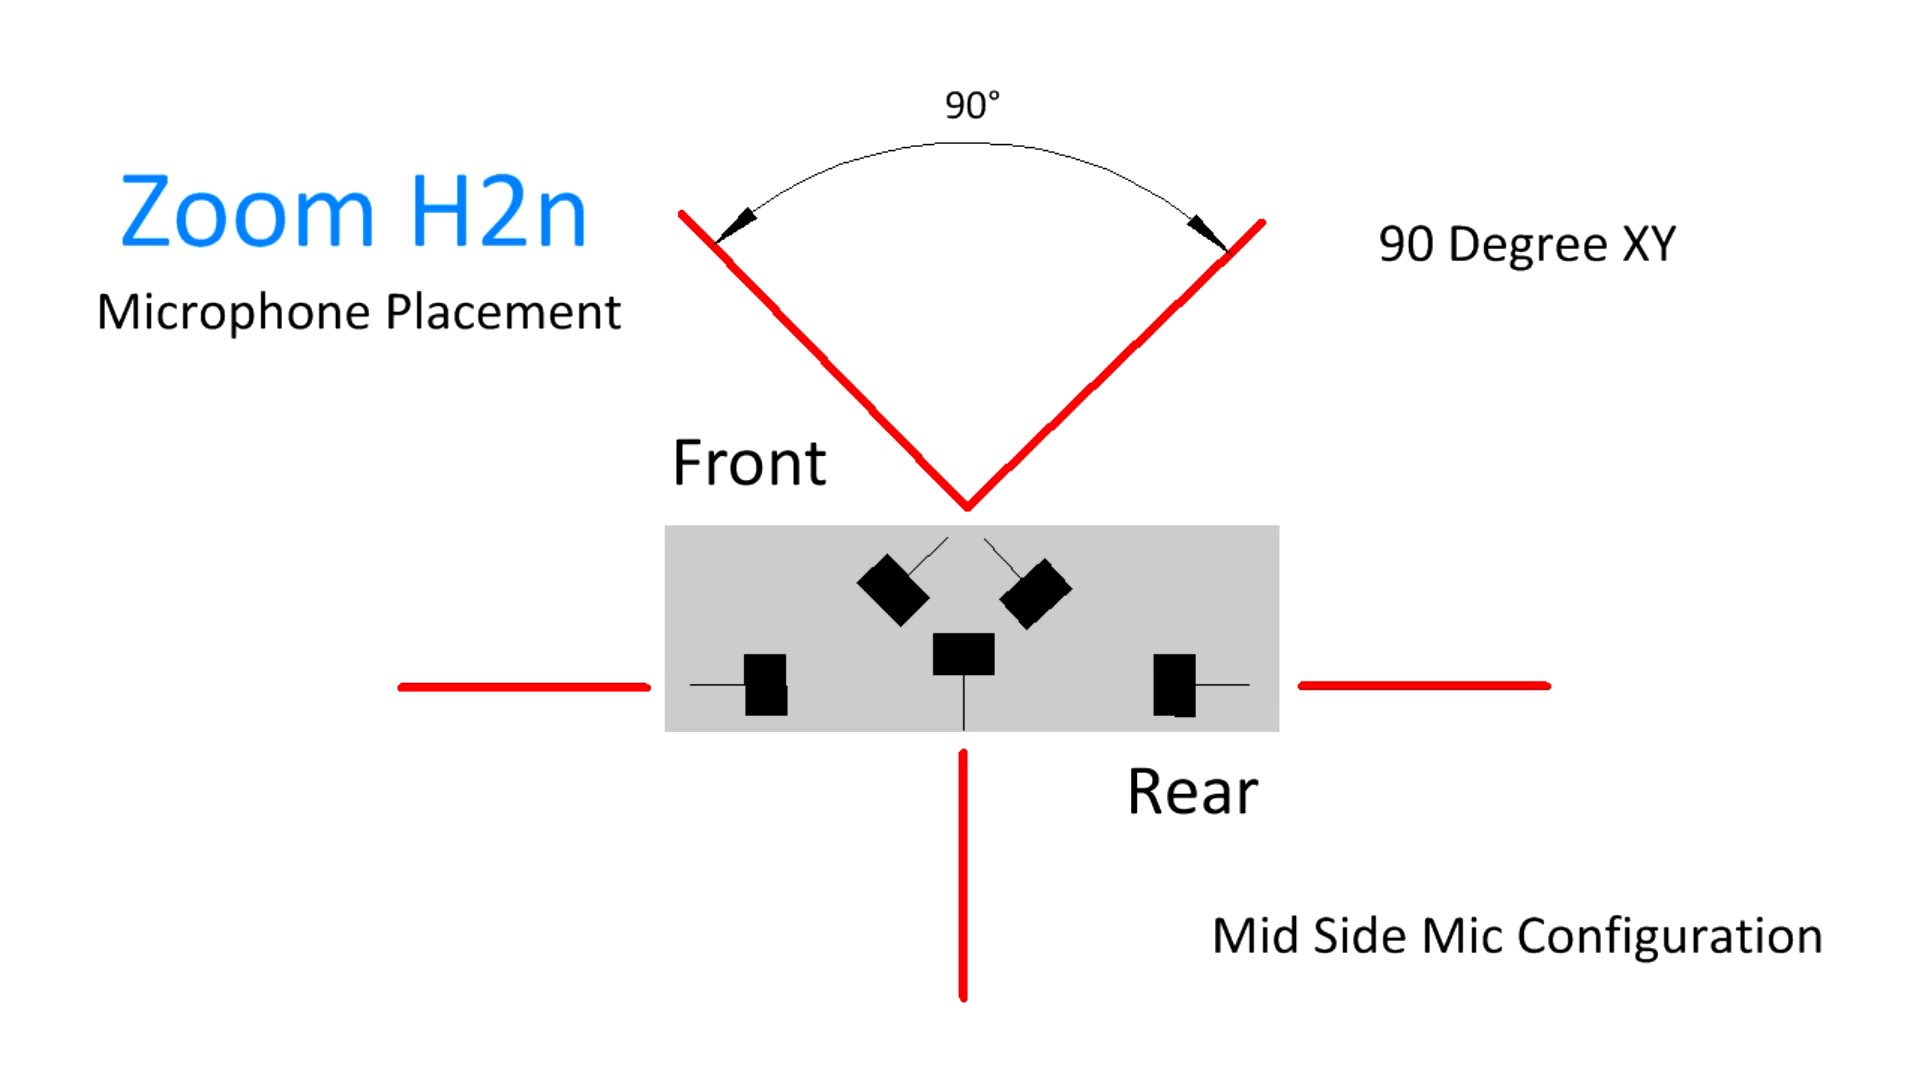 90°
Zoom H2n
90 Degree XY
Microphone Placement
Front
Rear
Mid Side Mic Configuration